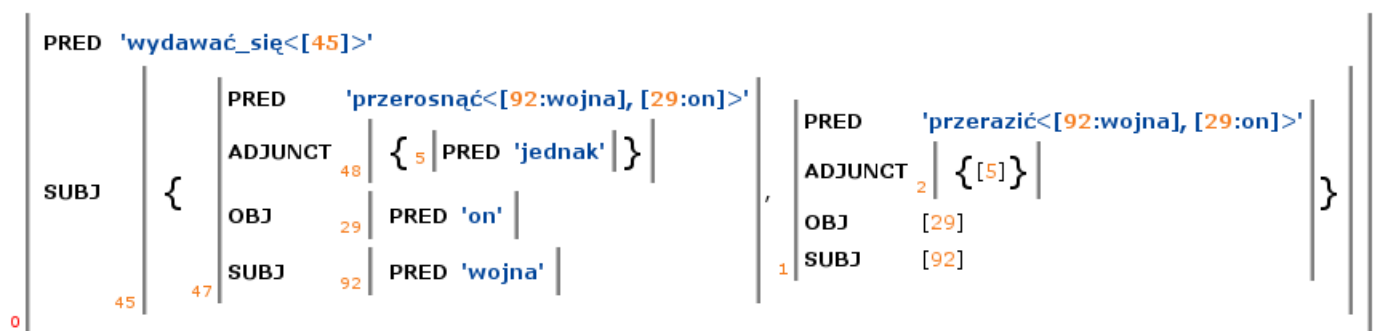 PRED 'wydawać_się<[45]>'
PRED 'przerosnąć<[92:wojna], [29:on]>'
PRED 'przerazić<[92:wojna], [29:on]>'
ADJUNCT 48 { 5 PRED 'jednak' }
ADJUNCT 2 {[5]}
SUBJ { , }
OBJ 29 PRED 'on'
OBJ [29]
SUBJ 92 PRED 'wojna'
1 SUBJ [92]
45 47
0